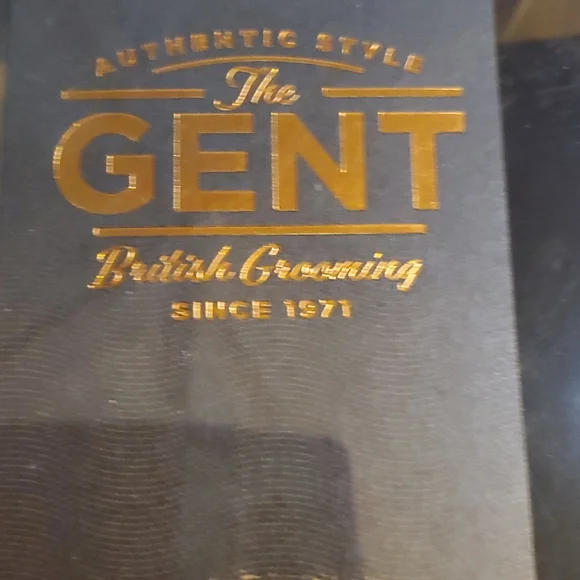 AUTHENTIC STYLE
The
GENT
British Grooming
SINCE 1971